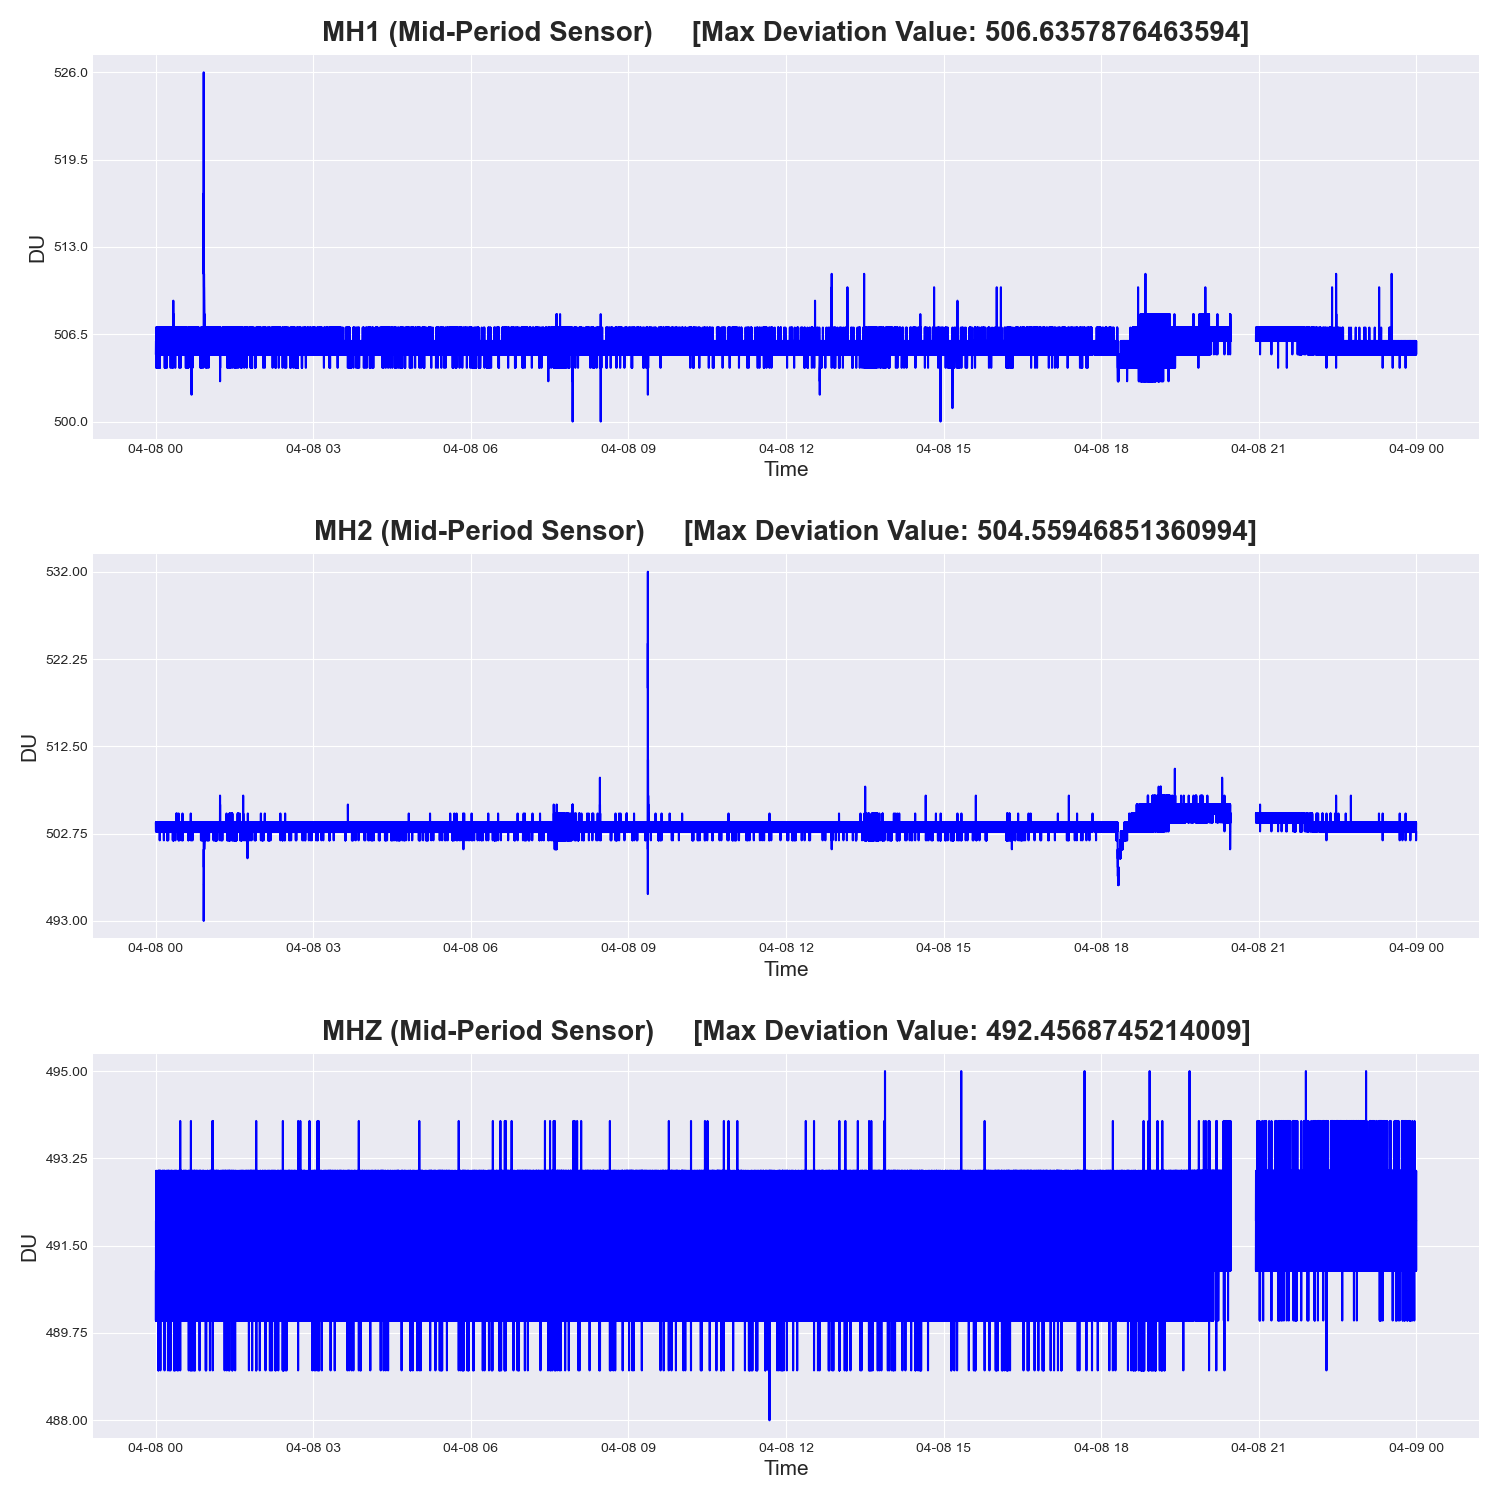 MH1 (Mid-Period Sensor) [Max Deviation Value: 506.6357876463594]
526.0
519.5
513.0
DU
506.5
500.0
04-08 00 04-08 03 04-08 06 04-08 09 04-08 12 04-08 15 04-08 18 04-08 21 04-09 00
Time
MH2 (Mid-Period Sensor) [Max Deviation Value: 504.55946851360994]
532.00
522.25
512.50
DU
502.75
493.00
04-08 00 04-08 03 04-08 06 04-08 09 04-08 12 04-08 15 04-08 18 04-08 21 04-09 00
Time
MHZ (Mid-Period Sensor) [Max Deviation Value: 492.4568745214009]
495.00
493.25
491.50
DU
489.75
488.00
04-08 00 04-08 03 04-08 06 04-08 09 04-08 12 04-08 15 04-08 18 04-08 21 04-09 00
Time